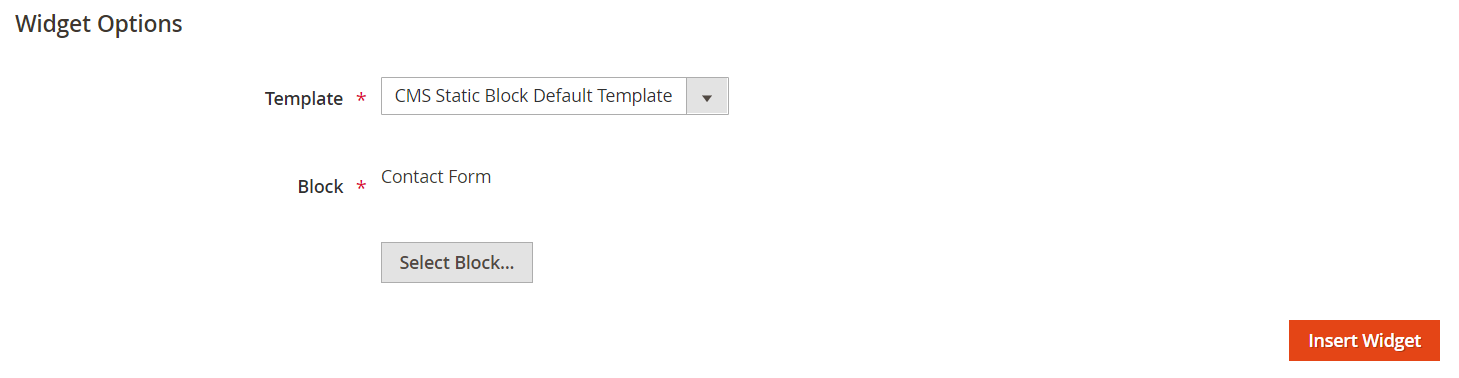 Widget Options
Template *
CMS Static Block Default Template
Block *
Contact Form
Select Block...
Insert Widget